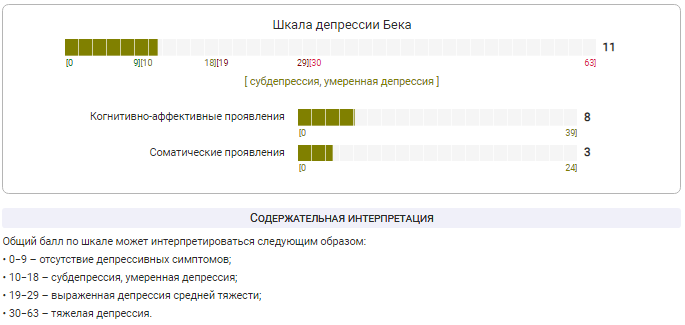 Шкала депрессии Бека
11
[0 9][10 18][19 29][30 63]
[ субдепрессия, умеренная депрессия ]
Когнитивно-аффективные проявления 8
[0 39]
Соматические проявления 3
[0 24]
Содержательная интерпретация
Общий балл по шкале может интерпретироваться следующим образом:
• 0–9 – отсутствие депрессивных симптомов;
• 10–18 – субдепрессия, умеренная депрессия;
• 19–29 – выраженная депрессия средней тяжести;
• 30–63 – тяжелая депрессия.